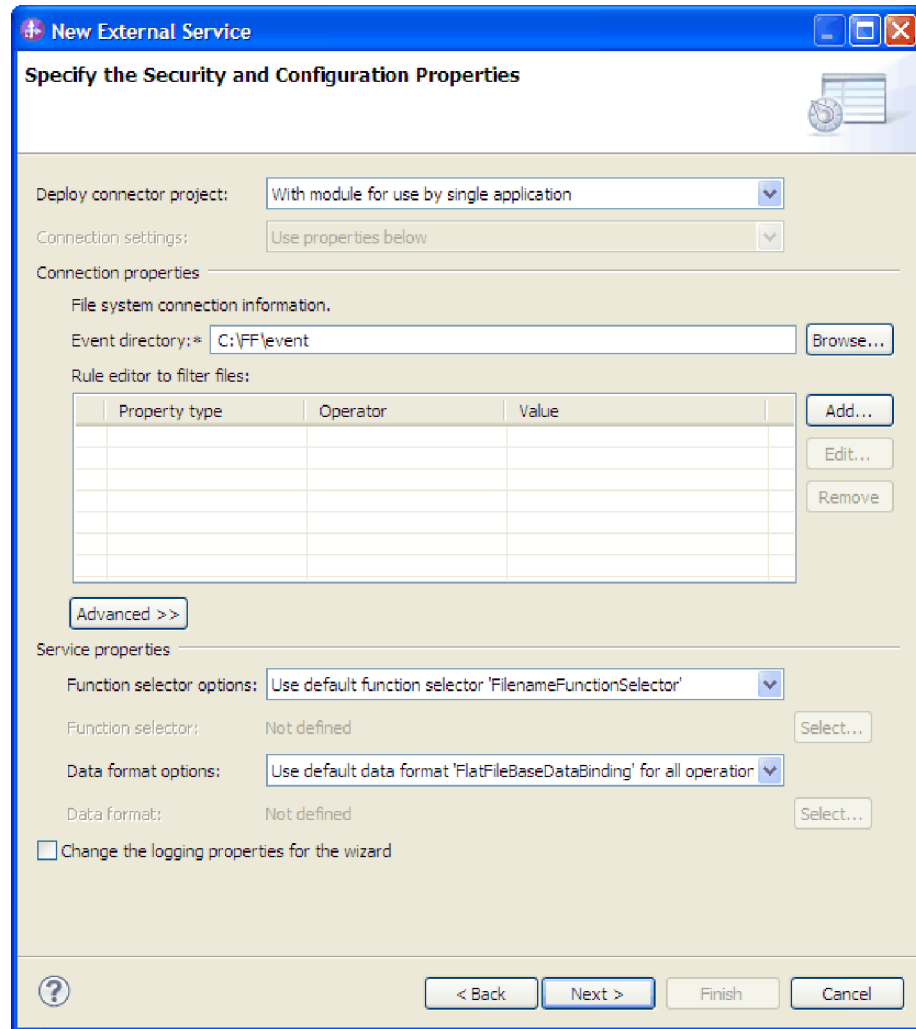 New External Service
Specify the Security and Configuration Properties
Deploy connector project: With module for use by single application
Connection settings: Use properties below
Connection properties
File system connection information.
Event directory:* C:\FF\event Browse...
Rule editor to filter files:
Property type Operator Value Add...
Edit...
Remove
Advanced >>
Service properties
Function selector options: Use default function selector 'FilenameFunctionSelector'
Function selector: Not defined Select...
Data format options: Use default data format 'FlatFileBaseDataBinding' for all operation
Data format: Not defined Select...
Change the logging properties for the wizard
? < Back Next > Finish Cancel